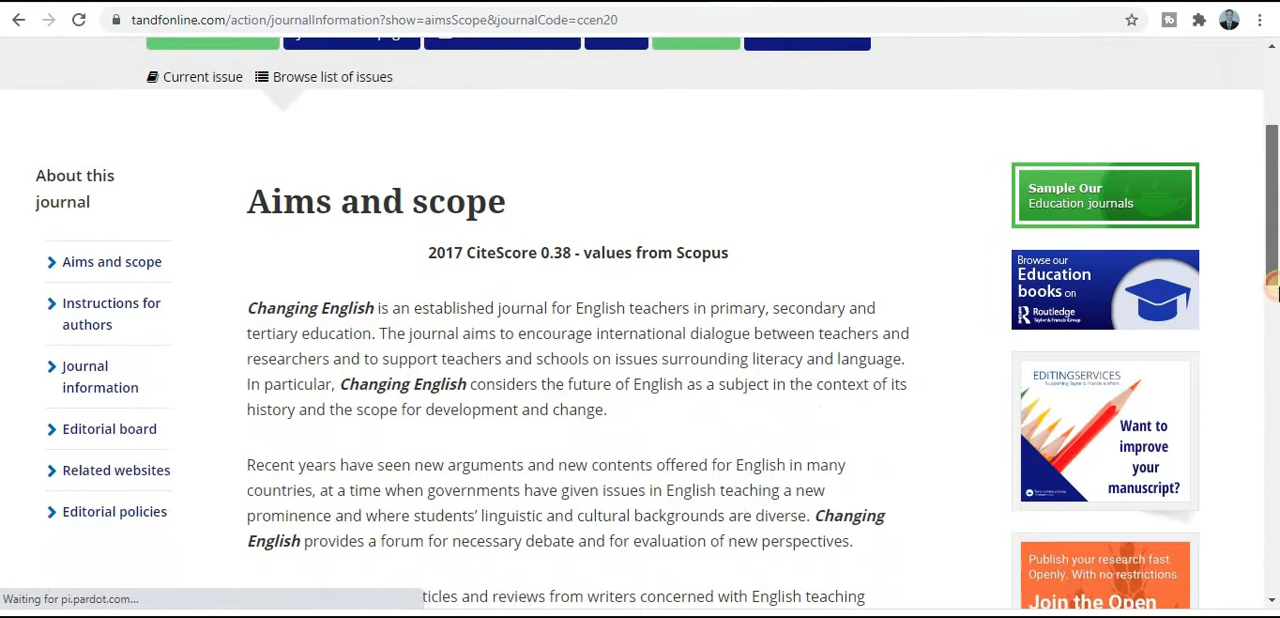 tandfonline.com/action/journalInformation?show=aimsScope&journalCode=ccen20
Current issue Browse list of issues
About this
journal
Aims and scope
Instructions for
authors
Journal
information
Editorial board
Related websites
Editorial policies
Aims and scope
2017 CiteScore 0.38 - values from Scopus
Changing English is an established journal for English teachers in primary, secondary and
tertiary education. The journal aims to encourage international dialogue between teachers and
researchers and to support teachers and schools on issues surrounding literacy and language.
In particular, Changing English considers the future of English as a subject in the context of its
history and the scope for development and change.
Recent years have seen new arguments and new contents offered for English in many
countries, at a time when governments have given issues in English teaching a new
prominence and where students' linguistic and cultural backgrounds are diverse. Changing
English provides a forum for necessary debate and for evaluation of new perspectives.
ticles and reviews from writers concerned with English teaching
Sample Our
Education journals
Browse our
Education
books on
Routledge
Taylor & Francis Group
EDITINGSERVICES
Supporting Taylor & Francis authors
Want to
improve
your
manuscript?
Publish your research fast.
Openly. With no restrictions.
Join the Open
Waiting for pi.pardot.com...